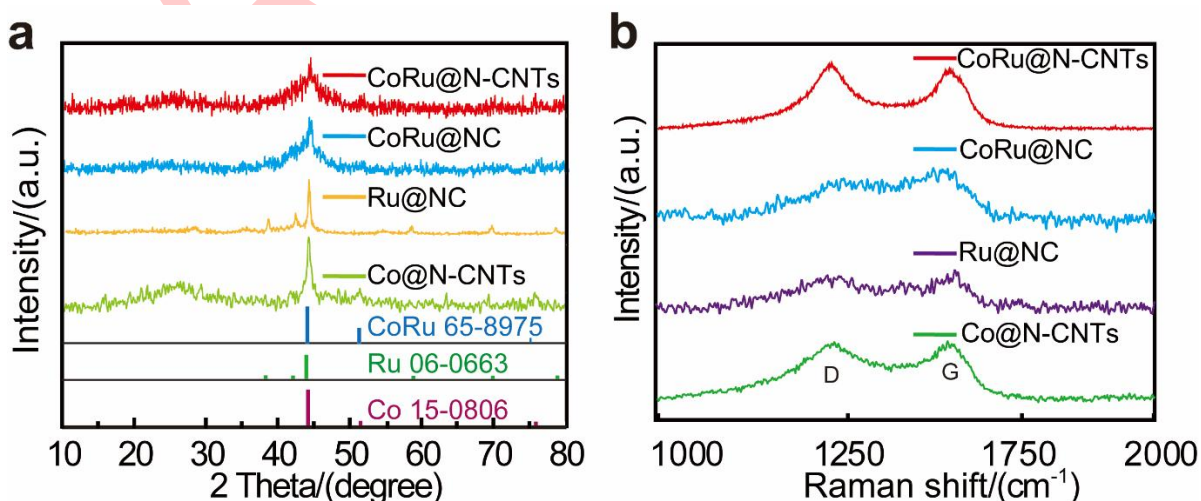 a
CoRu@N-CNTs
CoRu@NC
Ru@NC
Co@N-CNTs
CoRu 65-8975
Ru 06-0663
Co 15-0806
Intensity/(a.u.)
10 20 30 40 50 60 70 80
2 Theta/(degree)
b
CoRu@N-CNTs
CoRu@NC
Ru@NC
Co@N-CNTs
D G
Intensity/(a.u.)
1000 1250 1750 2000
Raman shift/(cm⁻¹)